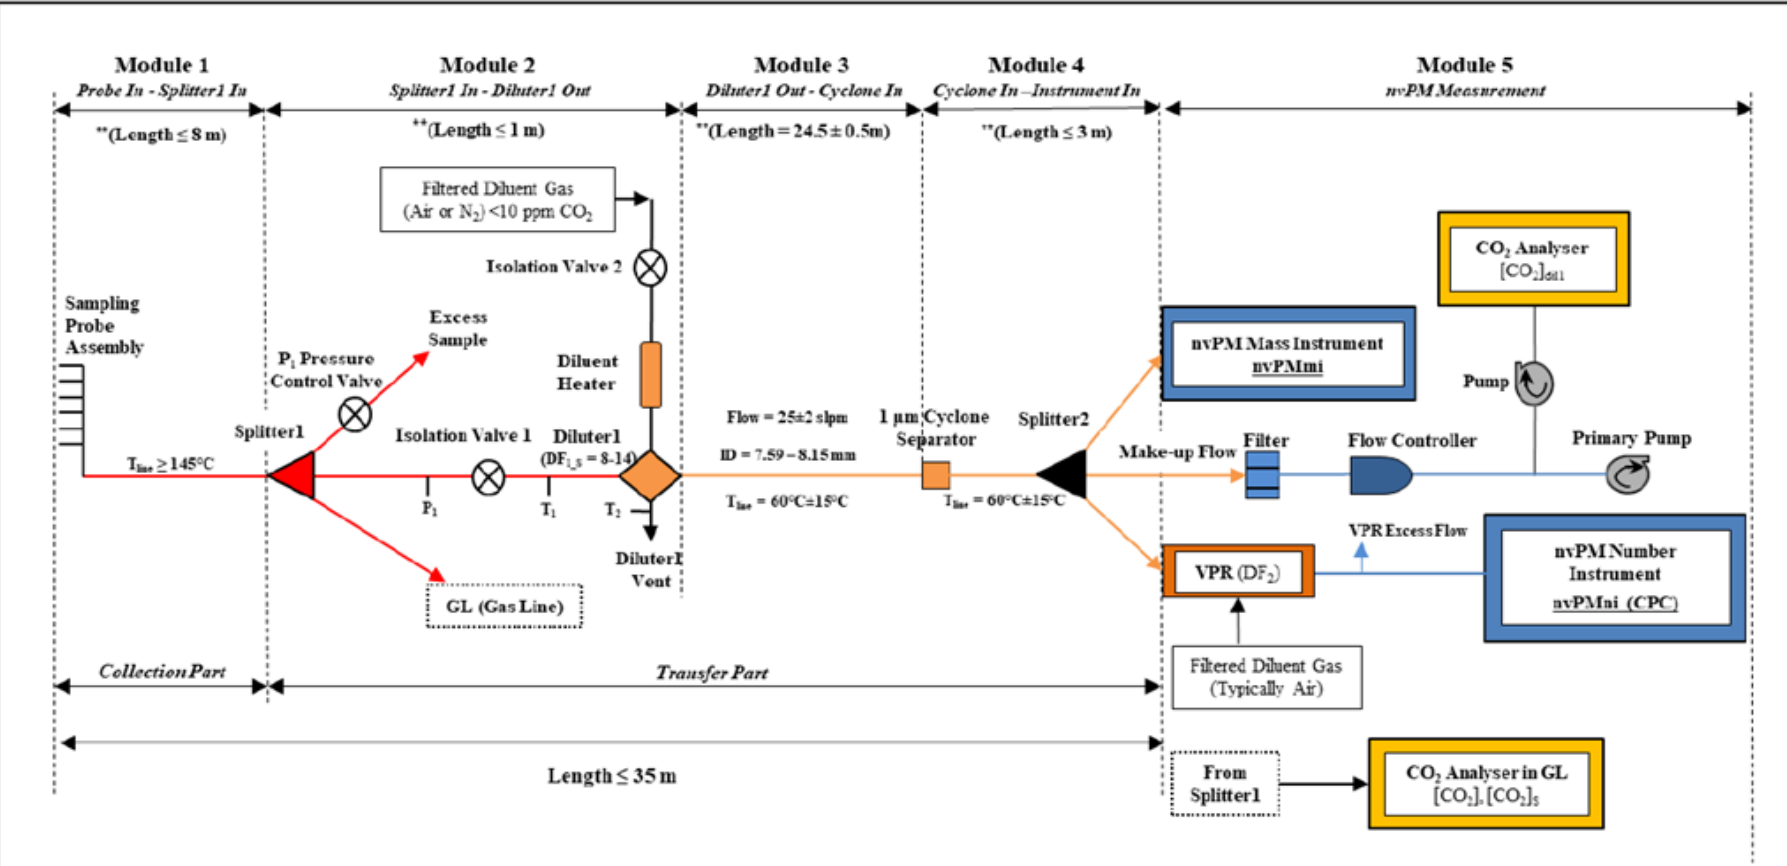 Module 1
Probe In - Splitter1 In
**(Length ≤ 8 m)
Module 2
Splitter1 In - Diluter1 Out
**(Length ≤ 1 m)
Module 3
Diluter1 Out - Cyclone In
**(Length = 24.5 ± 0.5m)
Module 4
Cyclone In – Instrument In
**(Length ≤ 3 m)
Module 5
nvPM Measurement
Filtered Diluent Gas
(Air or N₂) <10 ppm CO₂
Isolation Valve 2
Sampling
Probe
Assembly
Excess
Sample
P₁ Pressure
Control Valve
Diluent
Heater
Splitter1
Isolation Valve 1
Diluter1
(DF₁_S = 8-14)
Tline ≥ 145°C
P₁
T₁
T₂
Diluter1
Vent
GL (Gas Line)
Flow = 25±2 slpm
ID = 7.59 – 8.15 mm
Tline = 60°C±15°C
1 µm Cyclone
Separator
Splitter2
Tline = 60°C±15°C
CO₂ Analyser
[CO₂]dil1
nvPM Mass Instrument
nvPMmi
Pump
Make-up Flow
Filter
Flow Controller
Primary Pump
VPR Excess Flow
VPR (DF₂)
nvPM Number
Instrument
nvPMni (CPC)
Filtered Diluent Gas
(Typically Air)
Collection Part
Transfer Part
Length ≤ 35 m
From
Splitter1
CO₂ Analyser in GL
[CO₂], [CO₂]S